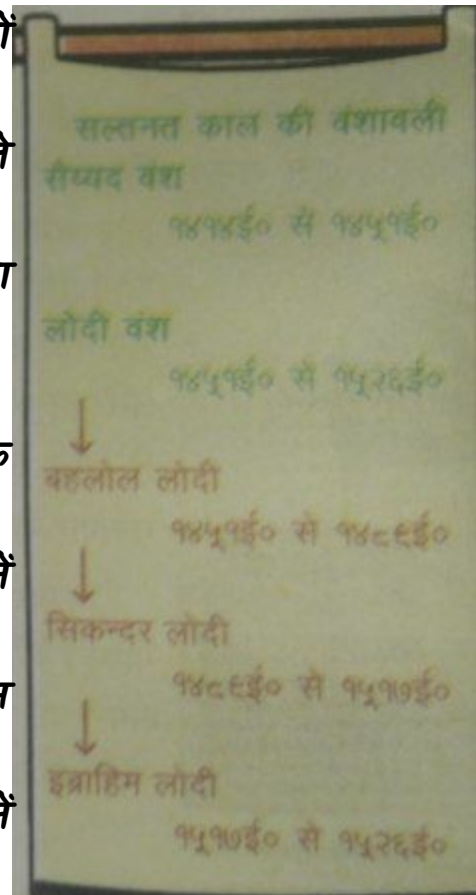 सल्तनत काल की वंशावली
सैय्यद वंश
१४१४ई० से १४५१ई०
लोदी वंश
१४५१ई० से १५२६ई०
बहलोल लोदी
१४५१ई० से १४८९ई०
सिकन्दर लोदी
१४८९ई० से १५१७ई०
इब्राहिम लोदी
१५१७ई० से १५२६ई०